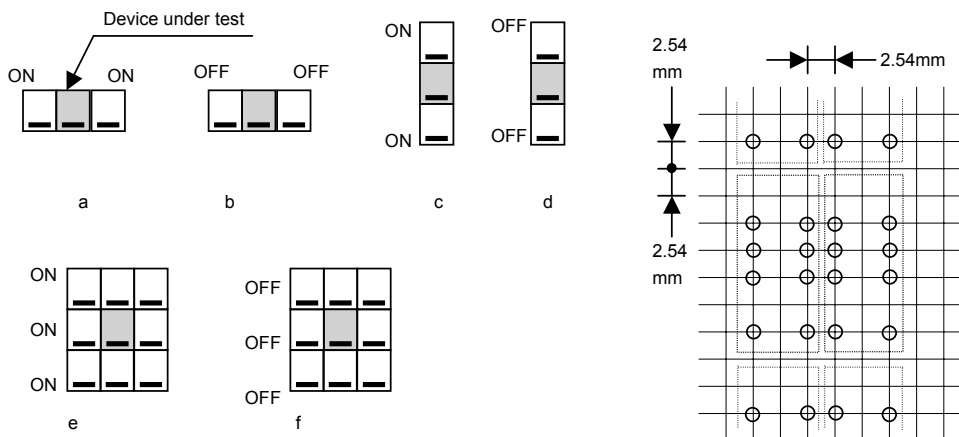 Device under test
ON
ON
a
OFF
OFF
b
ON
ON
c
OFF
OFF
d
ON
ON
ON
e
OFF
OFF
OFF
f
2.54
mm
2.54mm
2.54
mm